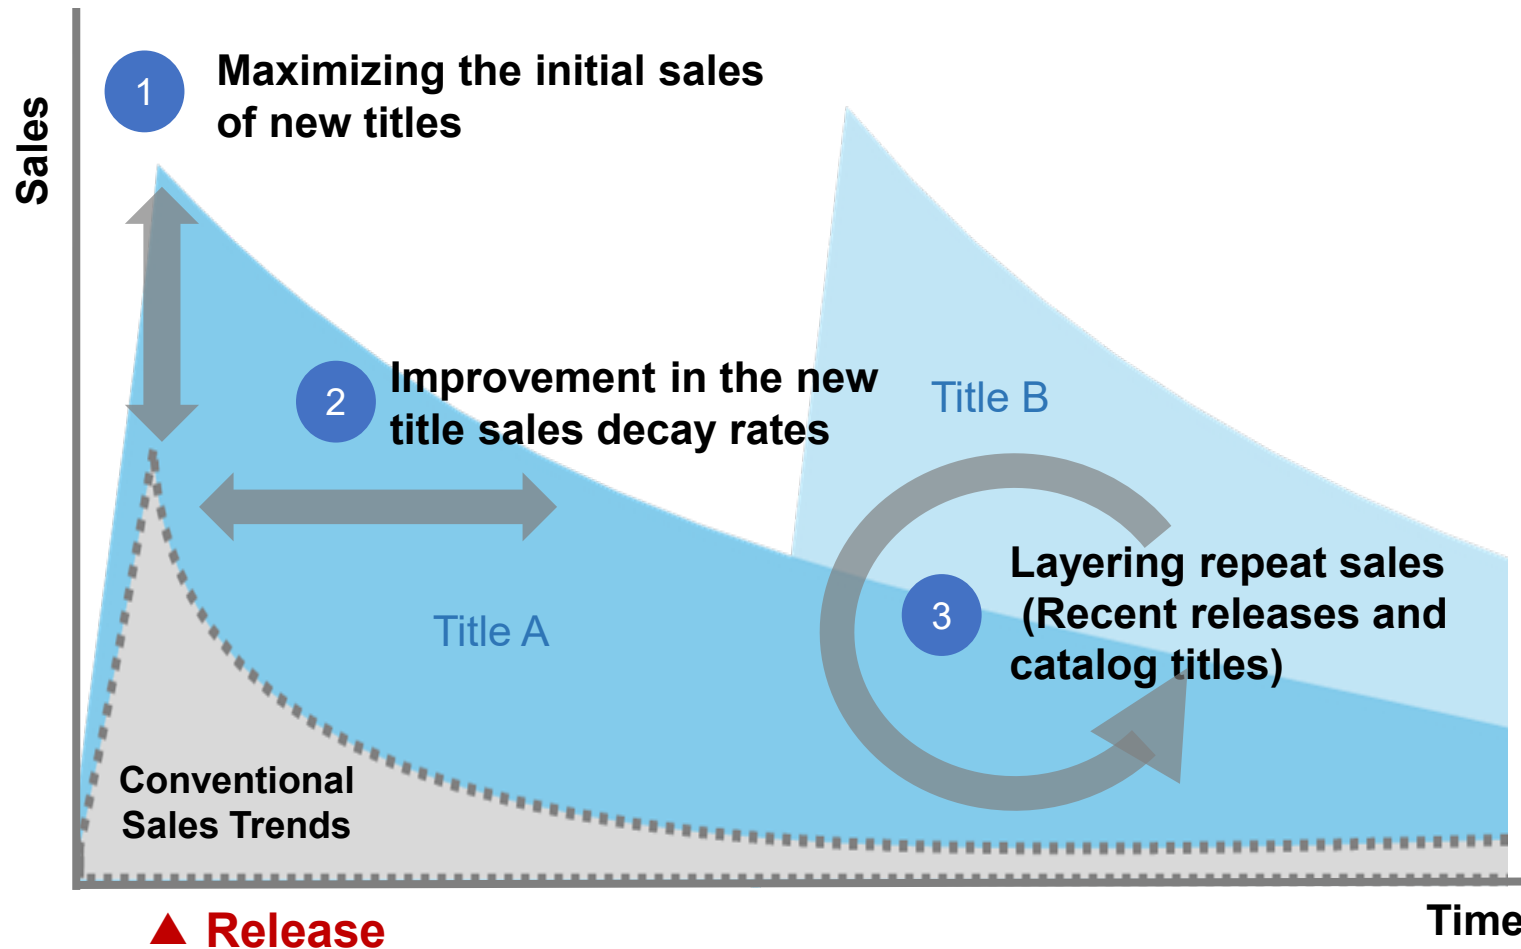 Sales
1
Maximizing the initial sales
of new titles
2
Improvement in the new
title sales decay rates
Title B
Title A
3
Layering repeat sales
(Recent releases and
catalog titles)
Conventional
Sales Trends
▲ Release
Time